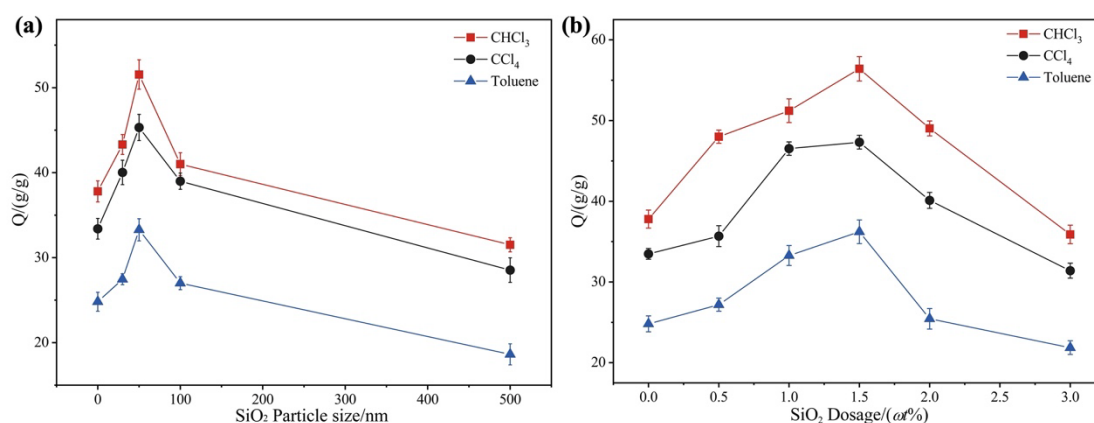 (a)
CHCl₃
CCl₄
Toluene
50
40
30
20
Q/(g/g)
0 100 200 300 400 500
SiO₂ Particle size/nm
(b)
CHCl₃
CCl₄
Toluene
60
50
40
30
20
Q/(g/g)
0.0 0.5 1.0 1.5 2.0 3.0
SiO₂ Dosage/(ωt%)